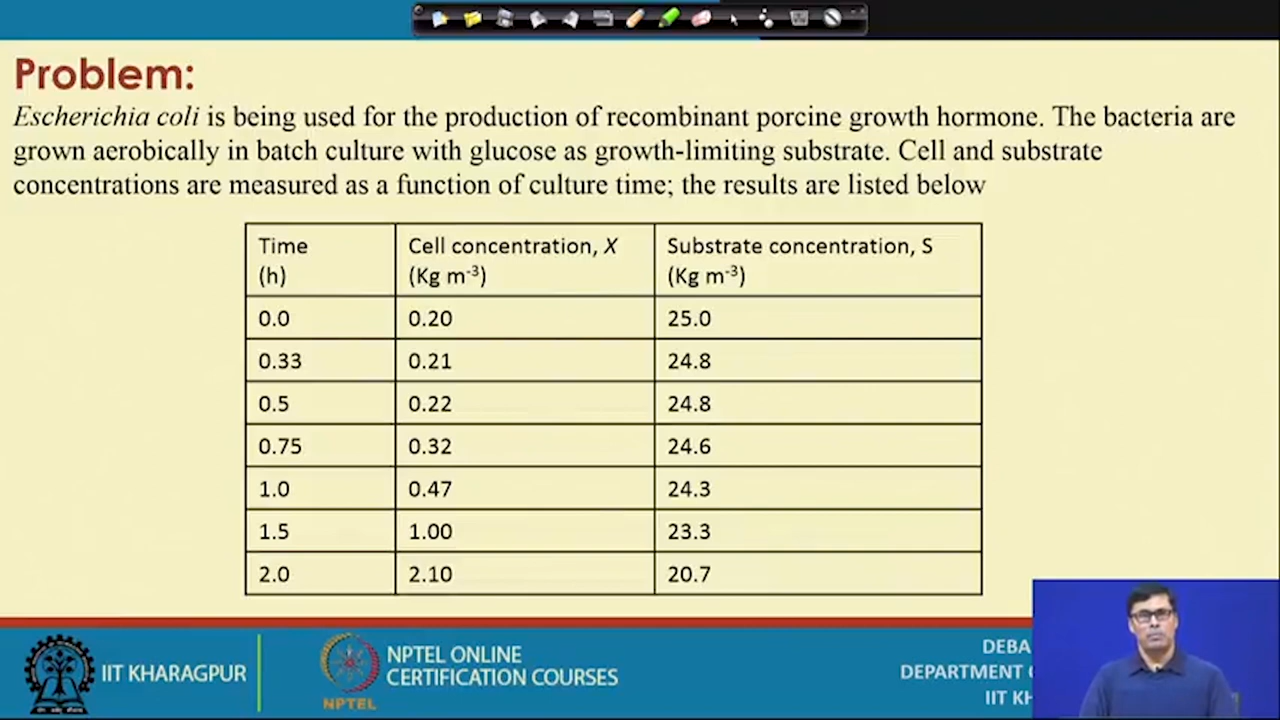 Problem:
Escherichia coli is being used for the production of recombinant porcine growth hormone. The bacteria are
grown aerobically in batch culture with glucose as growth-limiting substrate. Cell and substrate
concentrations are measured as a function of culture time; the results are listed below
Time (h) Cell concentration, X (Kg m-3) Substrate concentration, S (Kg m-3)
0.0 0.20 25.0
0.33 0.21 24.8
0.5 0.22 24.8
0.75 0.32 24.6
1.0 0.47 24.3
1.5 1.00 23.3
2.0 2.10 20.7
IIT KHARAGPUR
NPTEL
NPTEL ONLINE
CERTIFICATION COURSES
DEBA
DEPARTMENT
IIT KH